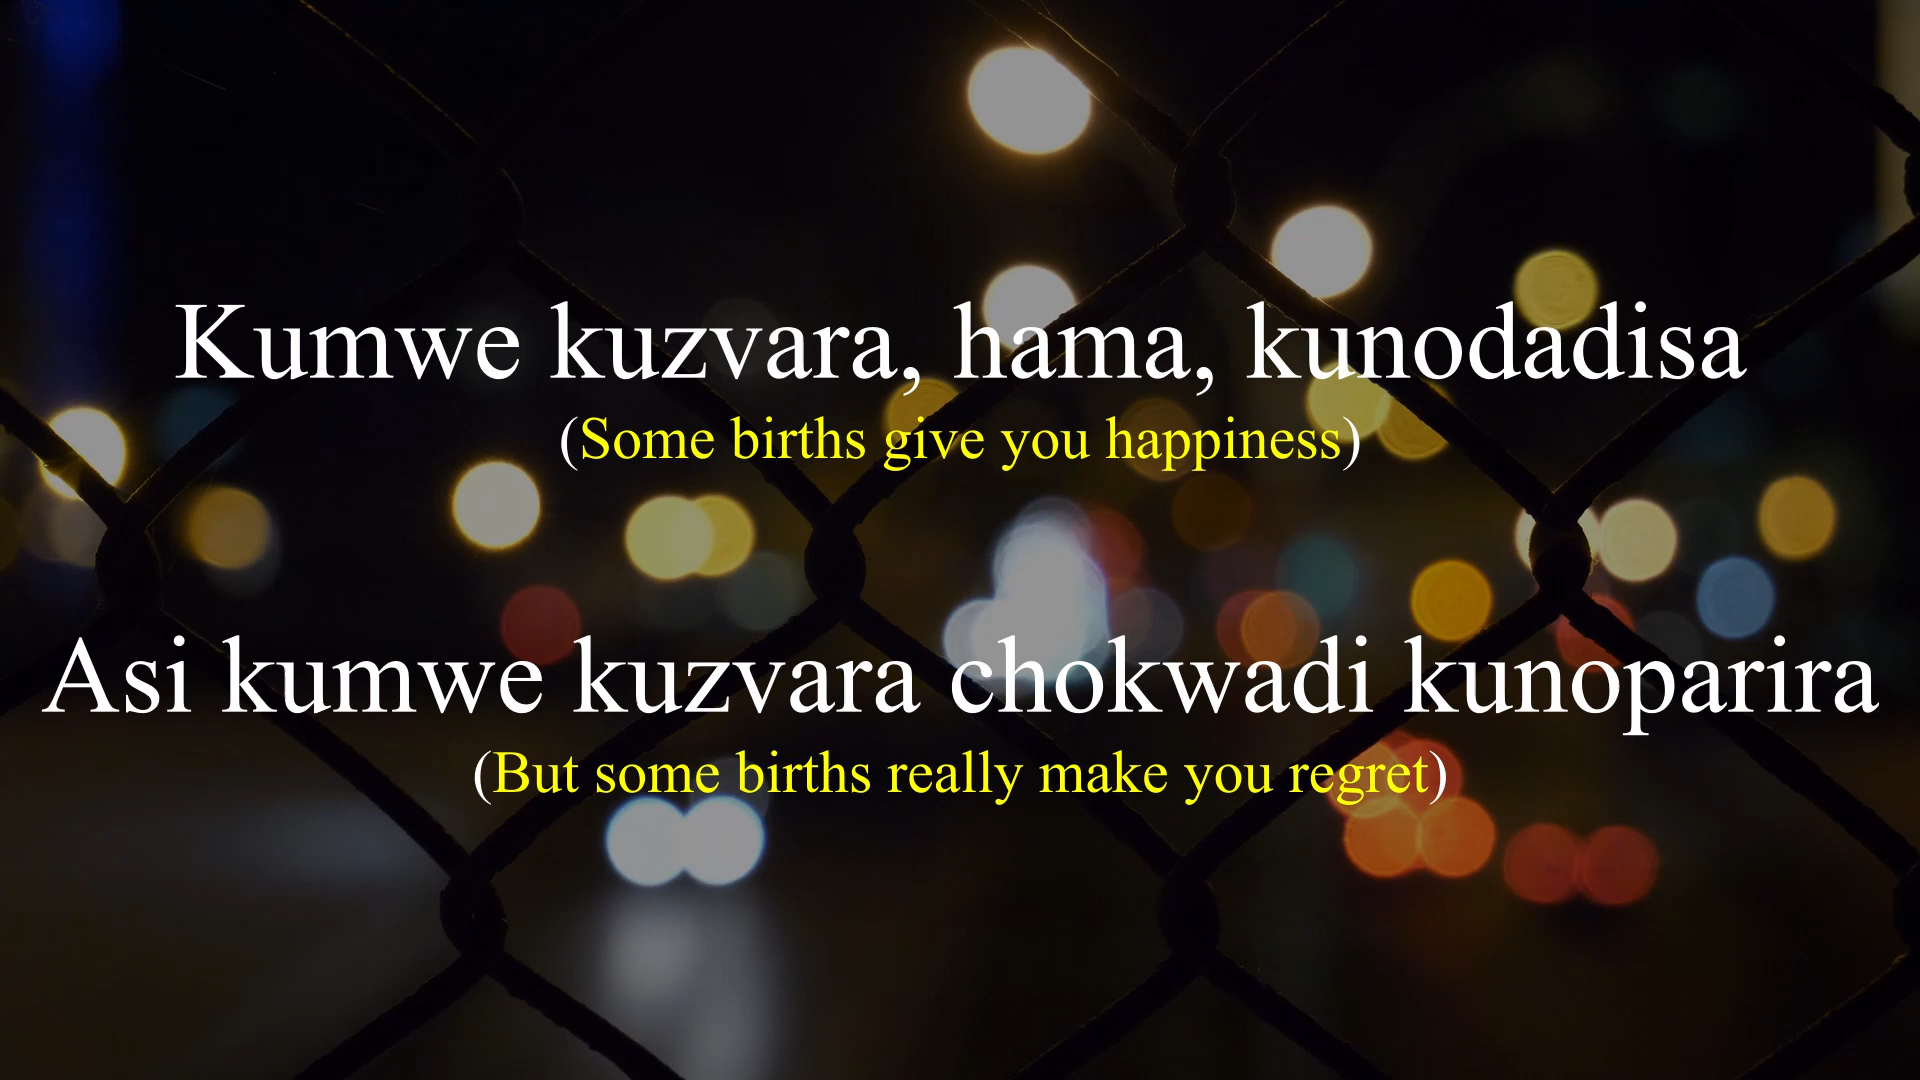 Kumwe kuzvara, hama, kunodadisa
(Some births give you happiness)
Asi kumwe kuzvara chokwadi kunoparira
(But some births really make you regret)